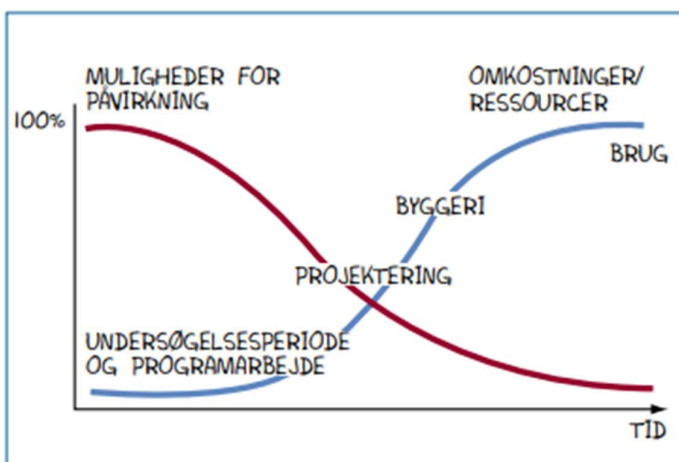 MULIGHEDER FOR
PÅVIRKNING
OMKOSTNINGER/
RESSOURCER
100%
BRUG
BYGGERI
PROJEKTERING
UNDERSØGELSESPERIODE
OG PROGRAMARBEJDE
TID